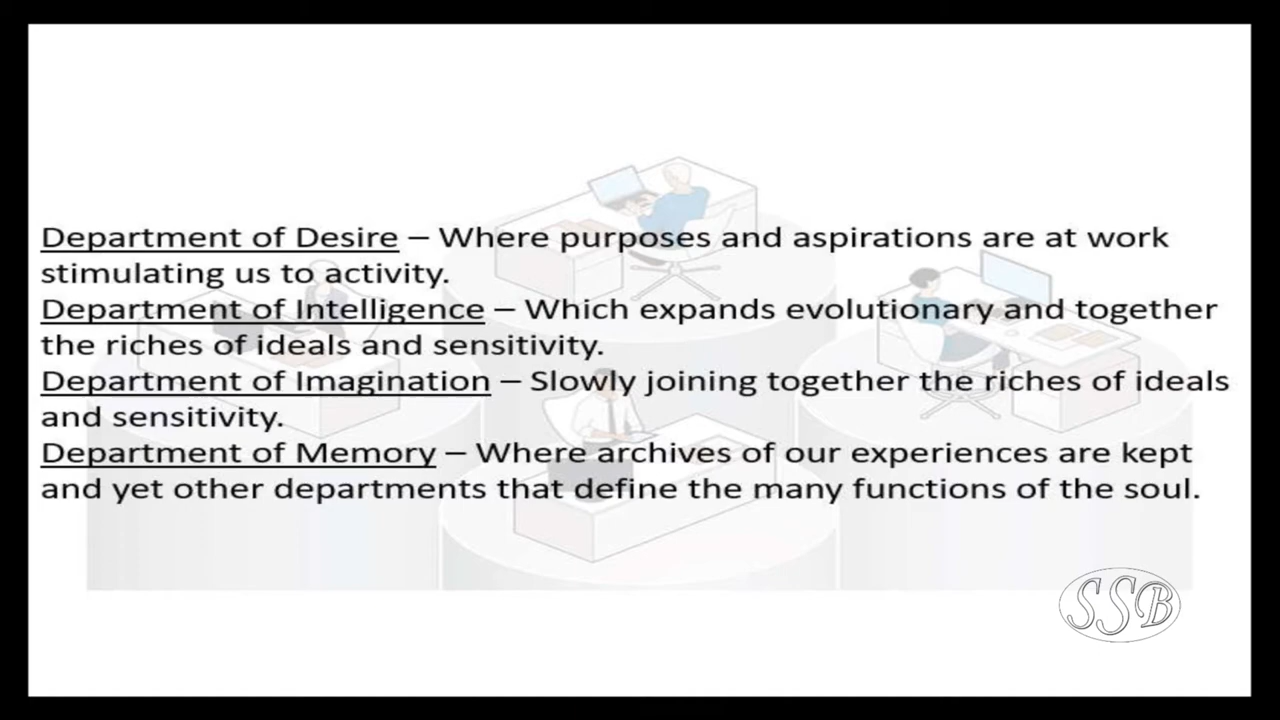 Department of Desire – Where purposes and aspirations are at work
stimulating us to activity.
Department of Intelligence – Which expands evolutionary and together
the riches of ideals and sensitivity.
Department of Imagination – Slowly joining together the riches of ideals
and sensitivity.
Department of Memory – Where archives of our experiences are kept
and yet other departments that define the many functions of the soul.
SSB